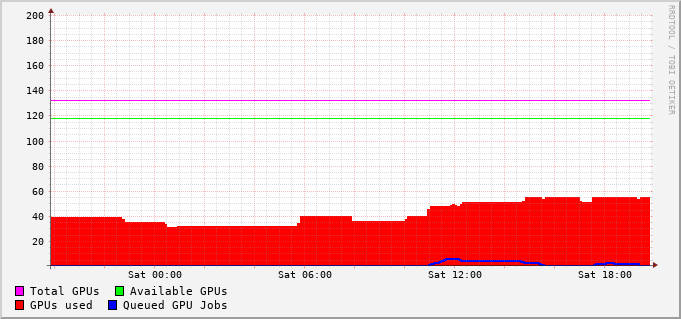 200
180
160
140
120
100
80
60
40
20
Sat 00:00 Sat 06:00 Sat 12:00 Sat 18:00
Total GPUs Available GPUs
GPUs used Queued GPU Jobs
RRDTOOL / TOBI OETIKER